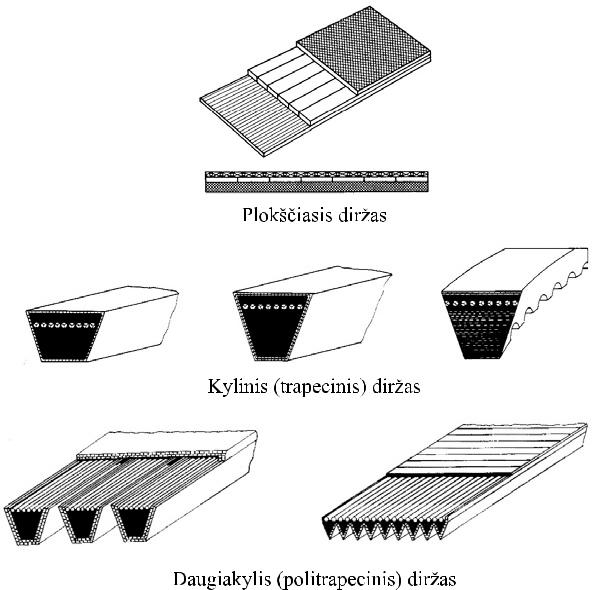 Plokščiasis diržas
Kylinis (trapecinis) diržas
Daugiakylis (politrapecinis) diržas